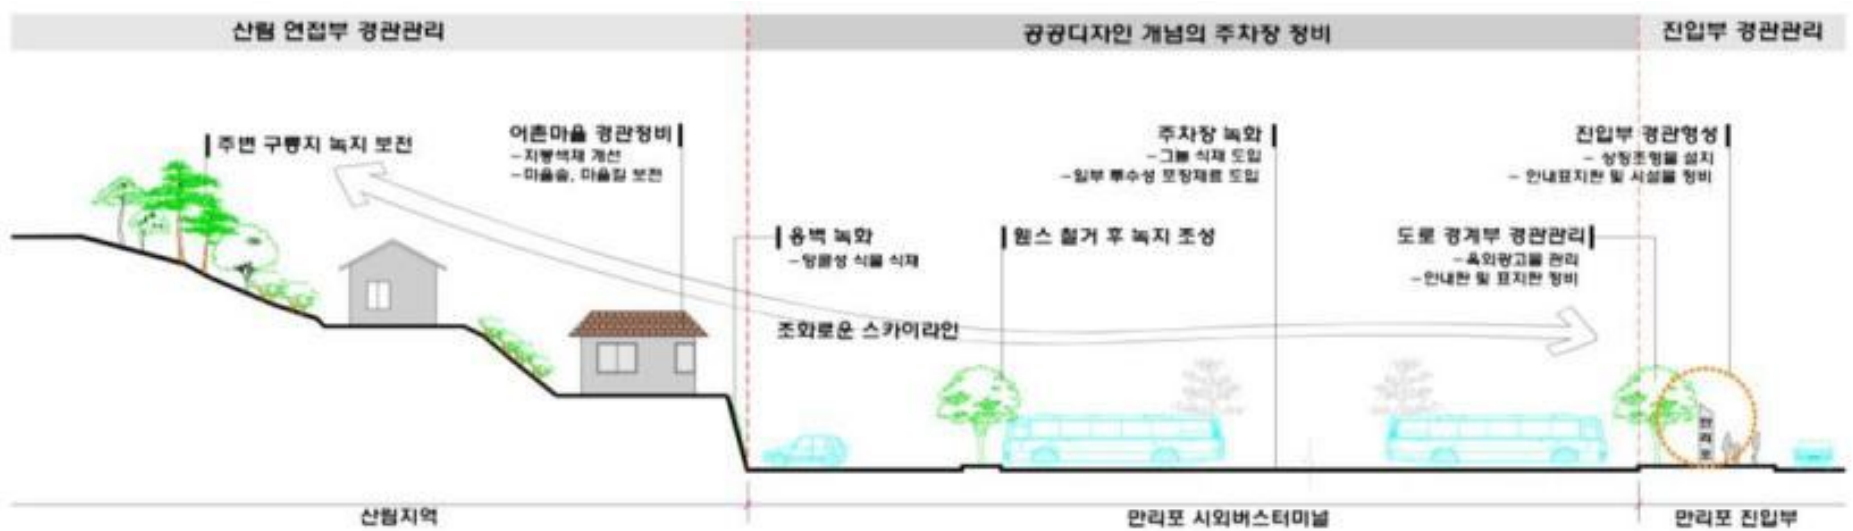 산림 연접부 경관관리
공공디자인 개념의 주차장 정비
진입부 경관관리
주변 구릉지 녹지 보전
어촌마을 경관정비
-지붕색채 개선
-마을숲, 마을길 보전
주차장 녹화
-그늘 식재 도입
-일부 투수성 포장재료 도입
진입부 경관형성
- 상징조형물 설치
- 안내표지판 및 시설물 정비
옹벽 녹화
-덩굴성 식물 식재
휀스 철거 후 녹지 조성
도로 경계부 경관관리
-옥외광고물 관리
-안내판 및 표지판 정비
조화로운 스카이라인
만리포
산림지역
만리포 시외버스터미널
만리포 진입부